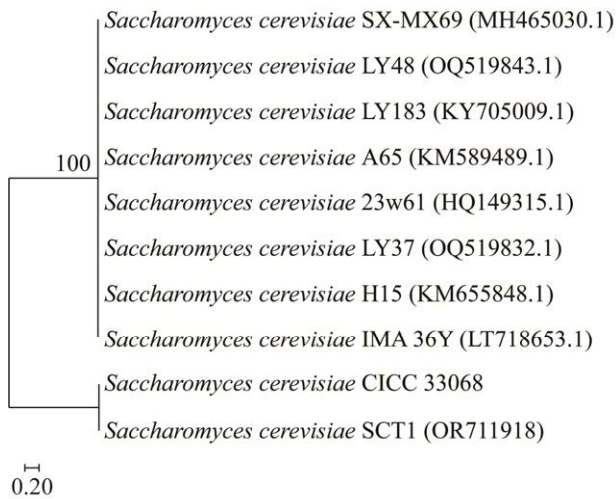 Saccharomyces cerevisiae SX-MX69 (MH465030.1)
Saccharomyces cerevisiae LY48 (OQ519843.1)
Saccharomyces cerevisiae LY183 (KY705009.1)
100
Saccharomyces cerevisiae A65 (KM589489.1)
Saccharomyces cerevisiae 23w61 (HQ149315.1)
Saccharomyces cerevisiae LY37 (OQ519832.1)
Saccharomyces cerevisiae H15 (KM655848.1)
Saccharomyces cerevisiae IMA 36Y (LT718653.1)
Saccharomyces cerevisiae CICC 33068
Saccharomyces cerevisiae SCT1 (OR711918)
0.20